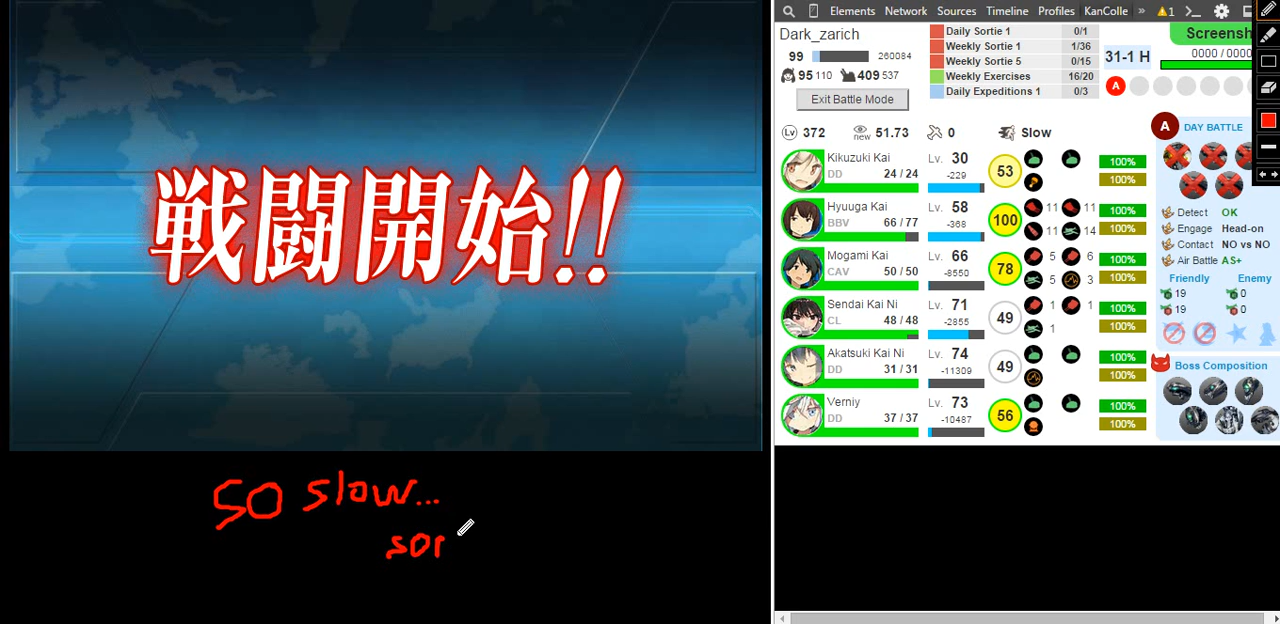 戦闘開始!!
so slow...
sor
Elements Network Sources Timeline Profiles KanColle » 1
Dark_zarich
99 260084
95 110 409 537
Exit Battle Mode
Daily Sortie 1 0/1
Weekly Sortie 1 1/36
Weekly Sortie 5 0/15
Weekly Exercises 16/20
Daily Expeditions 1 0/3
Screensh
31-1 H 0000 / 0000
A
Lv 372 new 51.73 0 Slow
Kikuzuki Kai Lv. 30 53 100%
DD 24 / 24 -229 100%
Hyuuga Kai Lv. 58 100 11 11 100%
BBV 66 / 77 -368 11 14 100%
Mogami Kai Lv. 66 78 5 6 100%
CAV 50 / 50 -8550 5 3 100%
Sendai Kai Ni Lv. 71 49 1 1 100%
CL 48 / 48 -2855 1 100%
Akatsuki Kai Ni Lv. 74 49 100%
DD 31 / 31 -11309 100%
Verniy Lv. 73 56 100%
DD 37 / 37 -10487 100%
A DAY BATTLE
Detect OK
Engage Head-on
Contact NO vs NO
Air Battle AS+
Friendly Enemy
19 0
19 0
Boss Composition